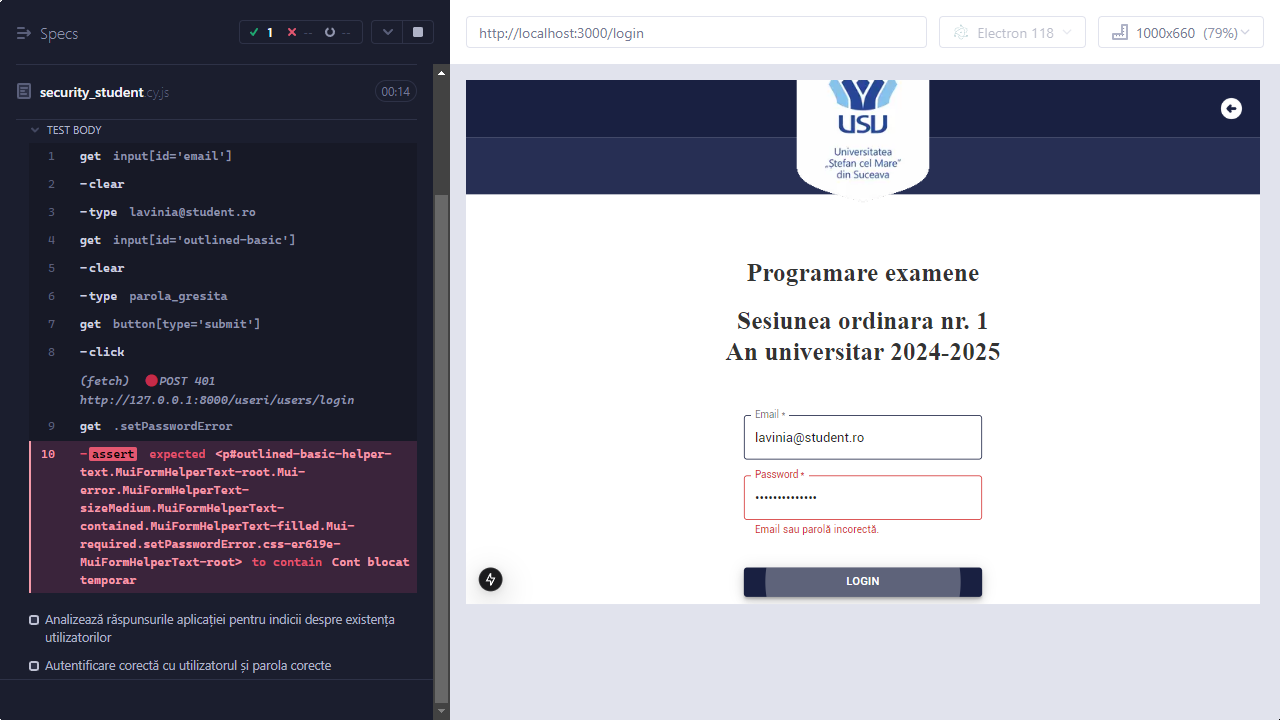 Specs
1 -- --
security_student.cy.js
00:14
TEST BODY
1 get input[id='email']
2 -clear
3 -type lavinia@student.ro
4 get input[id='outlined-basic']
5 -clear
6 -type parola_gresita
7 get button[type='submit']
8 -click
(fetch) POST 401
http://127.0.0.1:8000/useri/users/login
9 get .setPasswordError
10 -assert expected <p#outlined-basic-helper-
text.MuiFormHelperText-root.Mui-
error.MuiFormHelperText-
sizeMedium.MuiFormHelperText-
contained.MuiFormHelperText-filled.Mui-
required.setPasswordError.css-er619e-
MuiFormHelperText-root> to contain Cont blocat
temporar
Analizează răspunsurile aplicației pentru indicii despre existența
utilizatorilor
Autentificare corectă cu utilizatorul și parola corecte
http://localhost:3000/login
Electron 118
1000x660 (79%)
USU
Universitatea
„Ștefan cel Mare”
din Suceava
Programare examene
Sesiunea ordinara nr. 1
An universitar 2024-2025
Email *
lavinia@student.ro
Password *
••••••••••••••
Email sau parolă incorectă.
LOGIN